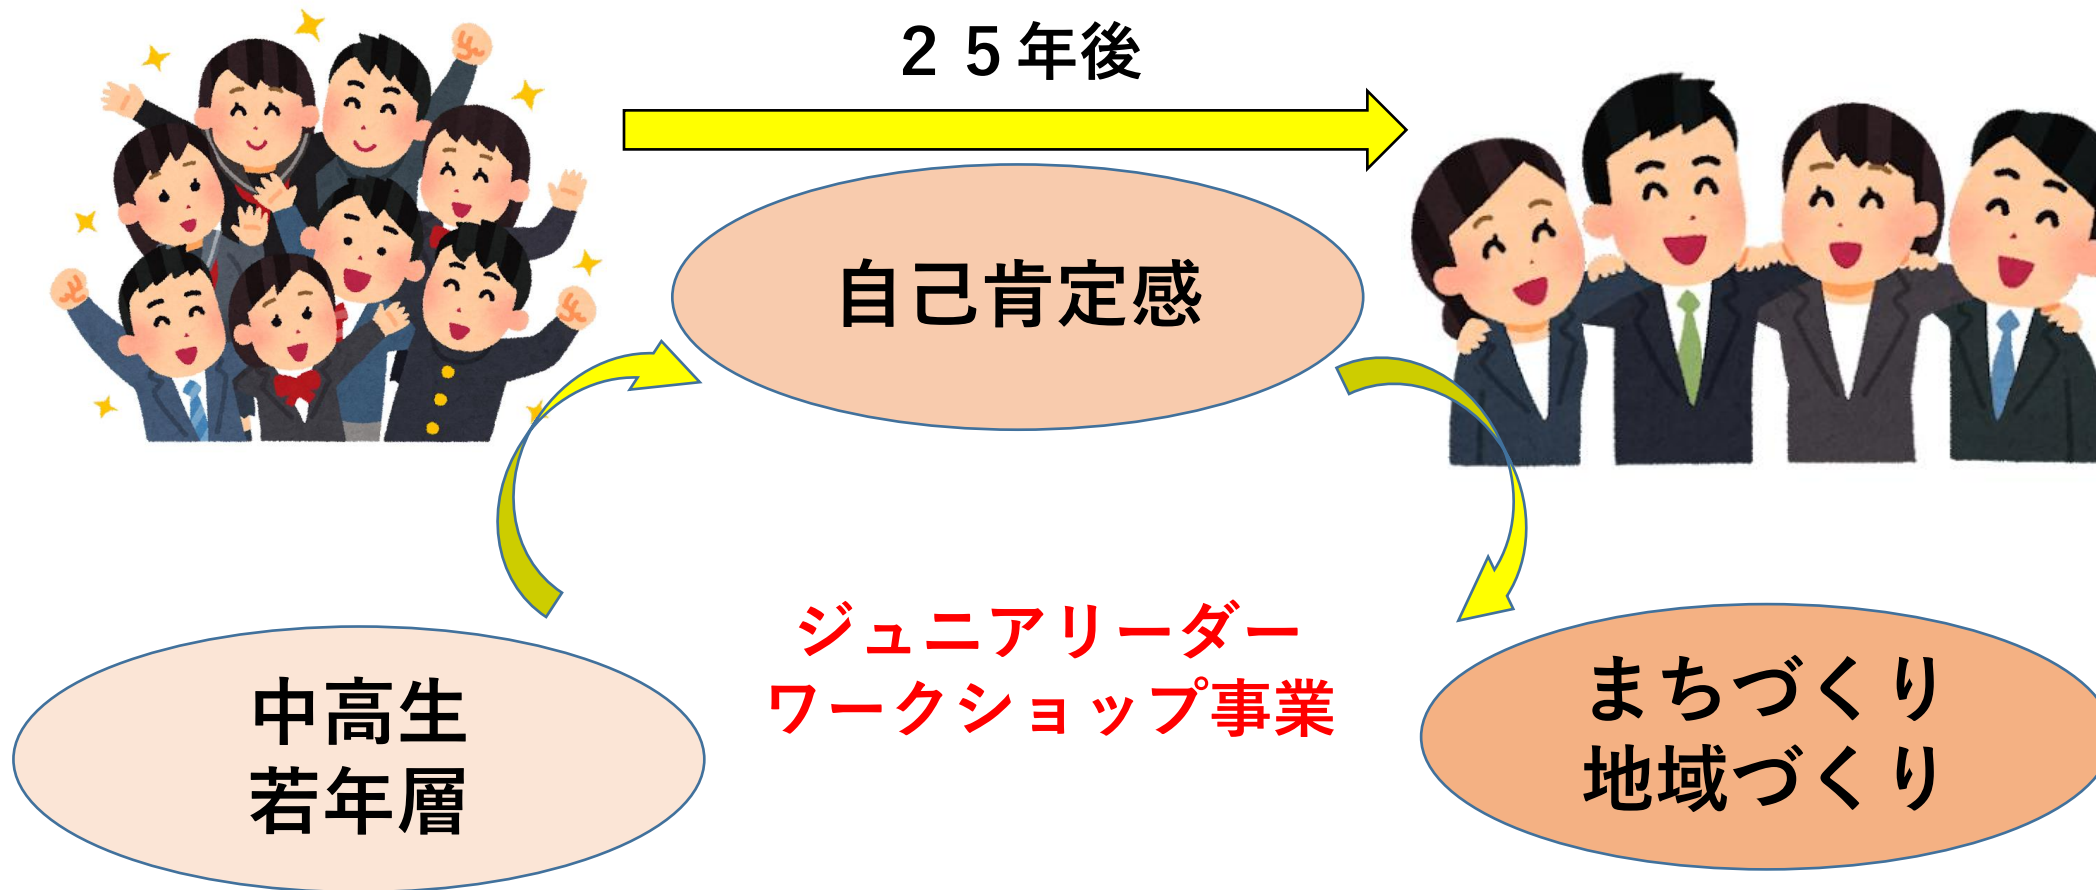 ２５年後
自己肯定感
ジュニアリーダー
ワークショップ事業
中高生
若年層
まちづくり
地域づくり